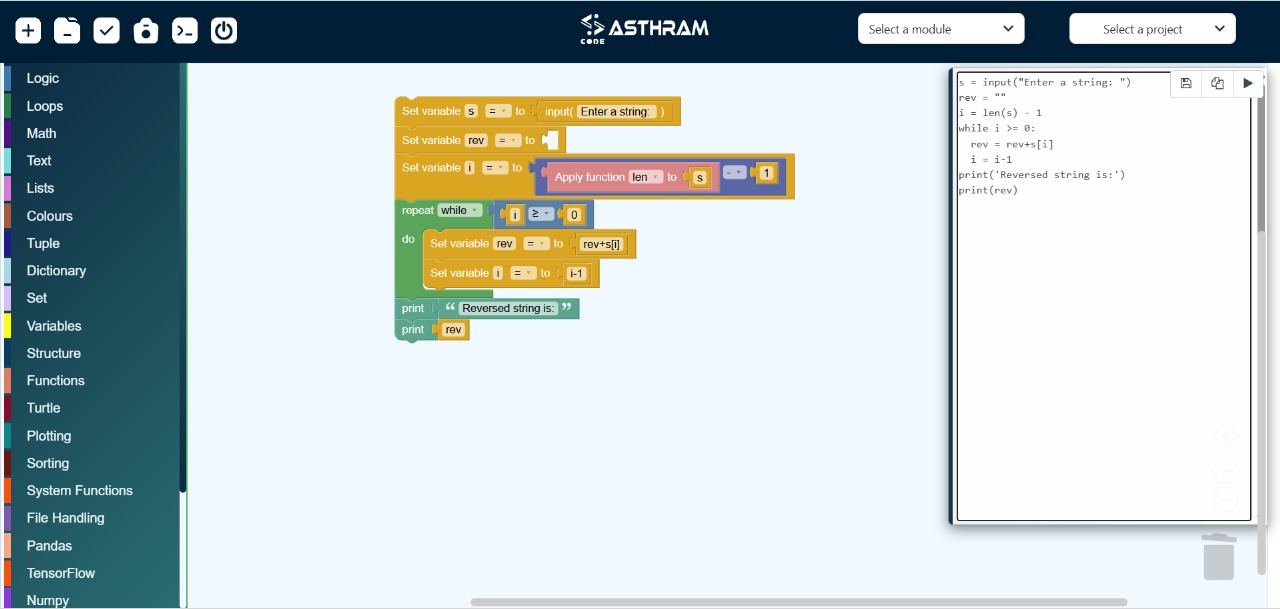 ASTHRAM
CODE
Select a module
Select a project
Logic
Loops
Math
Text
Lists
Colours
Tuple
Dictionary
Set
Variables
Structure
Functions
Turtle
Plotting
Sorting
System Functions
File Handling
Pandas
TensorFlow
Numpy
Set variable s = to input( Enter a string: )
Set variable rev = to
Set variable i = to Apply function len to s - 1
repeat while i ≥ 0
do Set variable rev = to rev+s[i]
Set variable i = to i-1
print “ Reversed string is: ”
print rev
s = input("Enter a string: ")
rev = ""
i = len(s) - 1
while i >= 0:
rev = rev+s[i]
i = i-1
print('Reversed string is:')
print(rev)